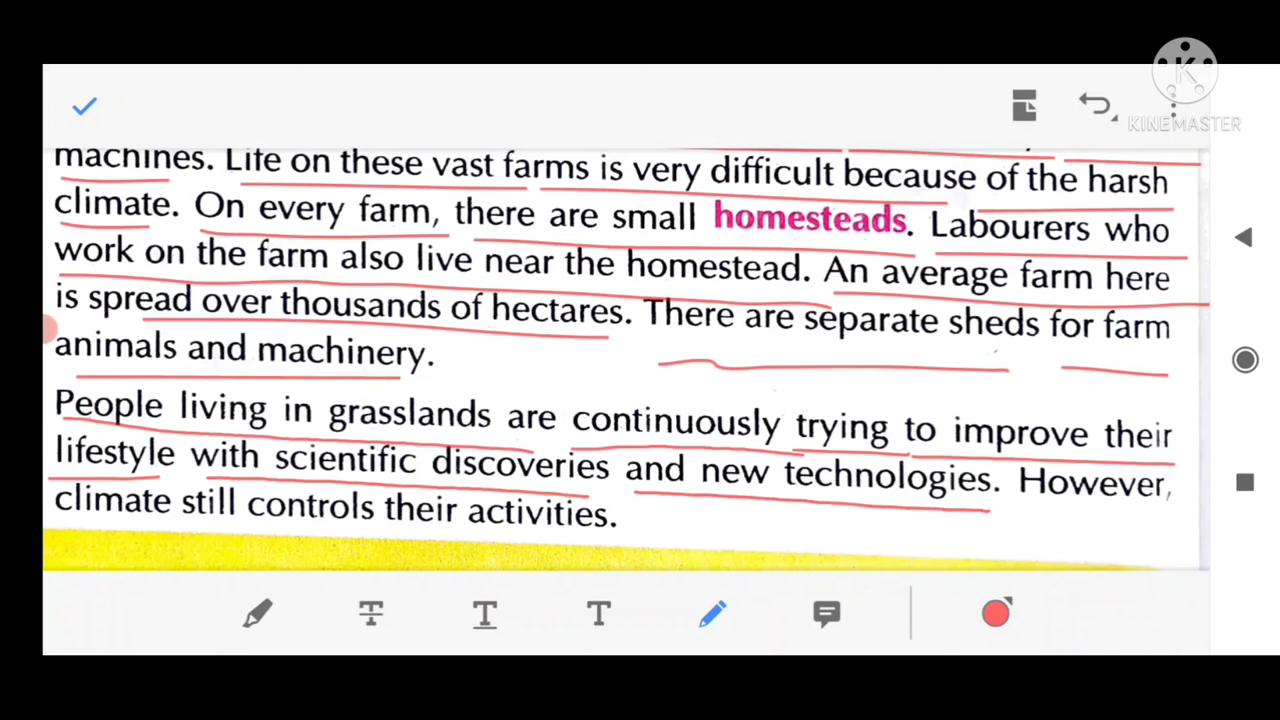 KINEMASTER
machines. Life on these vast farms is very difficult because of the harsh
climate. On every farm, there are small homesteads. Labourers who
work on the farm also live near the homestead. An average farm here
is spread over thousands of hectares. There are separate sheds for farm
animals and machinery.
People living in grasslands are continuously trying to improve their
lifestyle with scientific discoveries and new technologies. However,
climate still controls their activities.
T T T